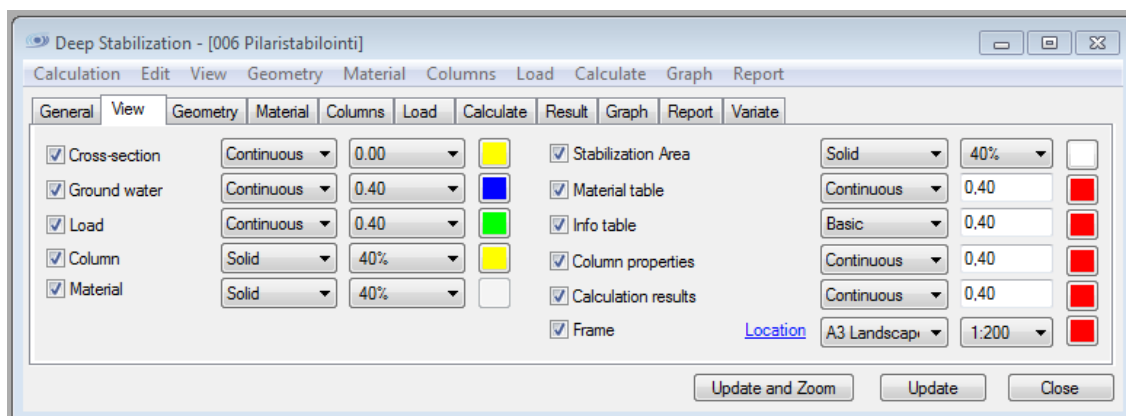 Deep Stabilization - [006 Pilaristabilointi]
Calculation Edit View Geometry Material Columns Load Calculate Graph Report
General View Geometry Material Columns Load Calculate Result Graph Report Variate
Cross-section Continuous 0.00 Stabilization Area Solid 40%
Ground water Continuous 0.40 Material table Continuous 0,40
Load Continuous 0.40 Info table Basic 0,40
Column Solid 40% Column properties Continuous 0,40
Material Solid 40% Calculation results Continuous 0,40
Frame Location A3 Landscap 1:200
Update and Zoom Update Close